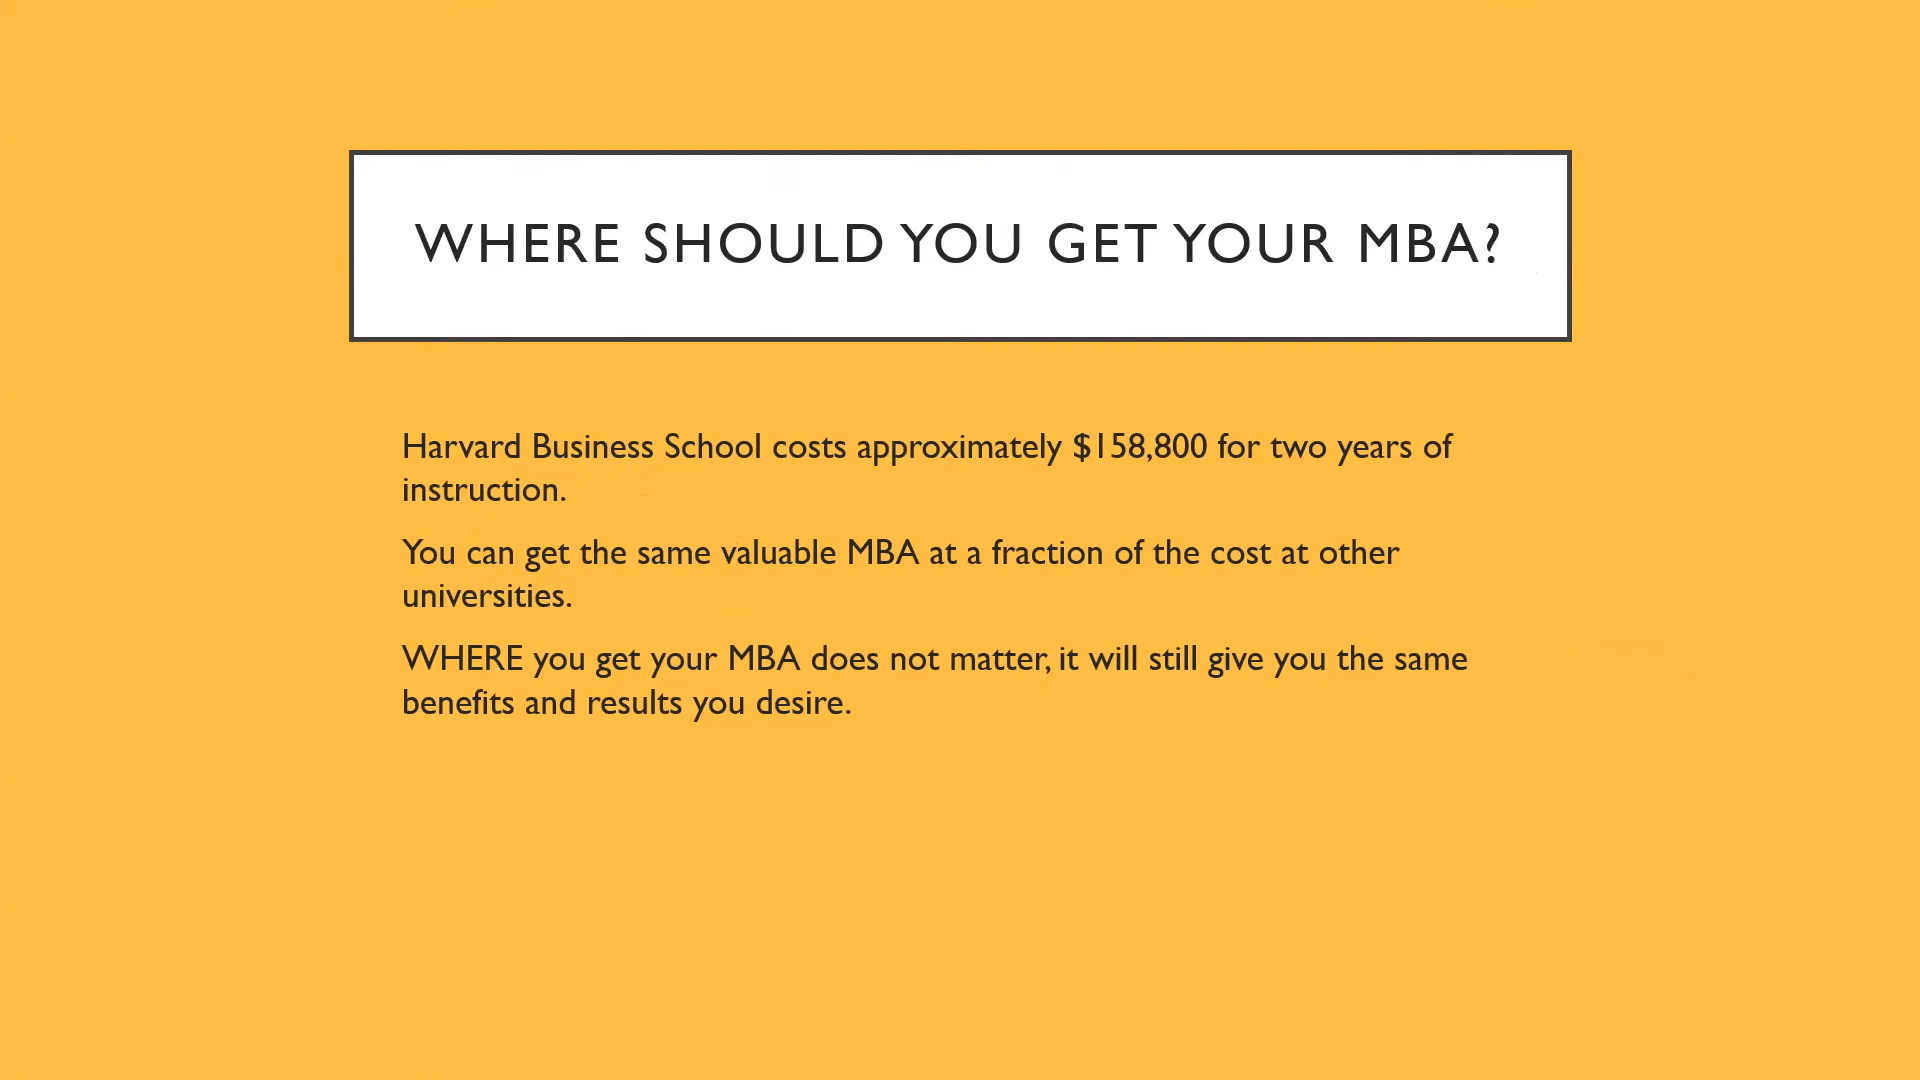 WHERE SHOULD YOU GET YOUR MBA?
Harvard Business School costs approximately $158,800 for two years of
instruction.
You can get the same valuable MBA at a fraction of the cost at other
universities.
WHERE you get your MBA does not matter, it will still give you the same
benefits and results you desire.